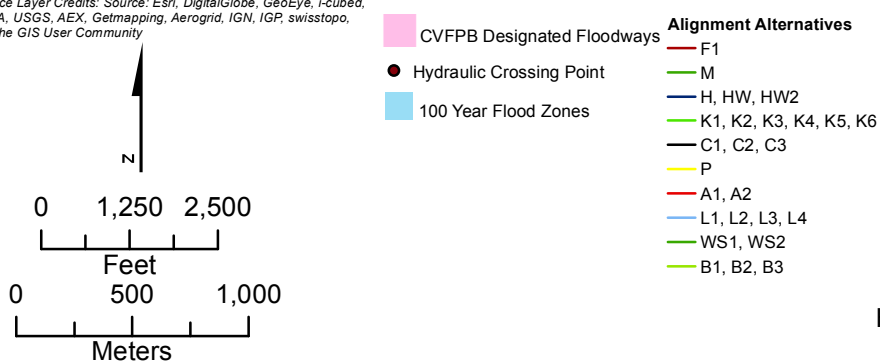 ce Layer Credits: Source: Esri, DigitalGlobe, GeoEye, i-cubed,
A, USGS, AEX, Getmapping, Aerogrid, IGN, IGP, swisstopo,
he GIS User Community
N
0 1,250 2,500
Feet
0 500 1,000
Meters
CVFPB Designated Floodways
Hydraulic Crossing Point
100 Year Flood Zones
Alignment Alternatives
F1
M
H, HW, HW2
K1, K2, K3, K4, K5, K6
C1, C2, C3
P
A1, A2
L1, L2, L3, L4
WS1, WS2
B1, B2, B3